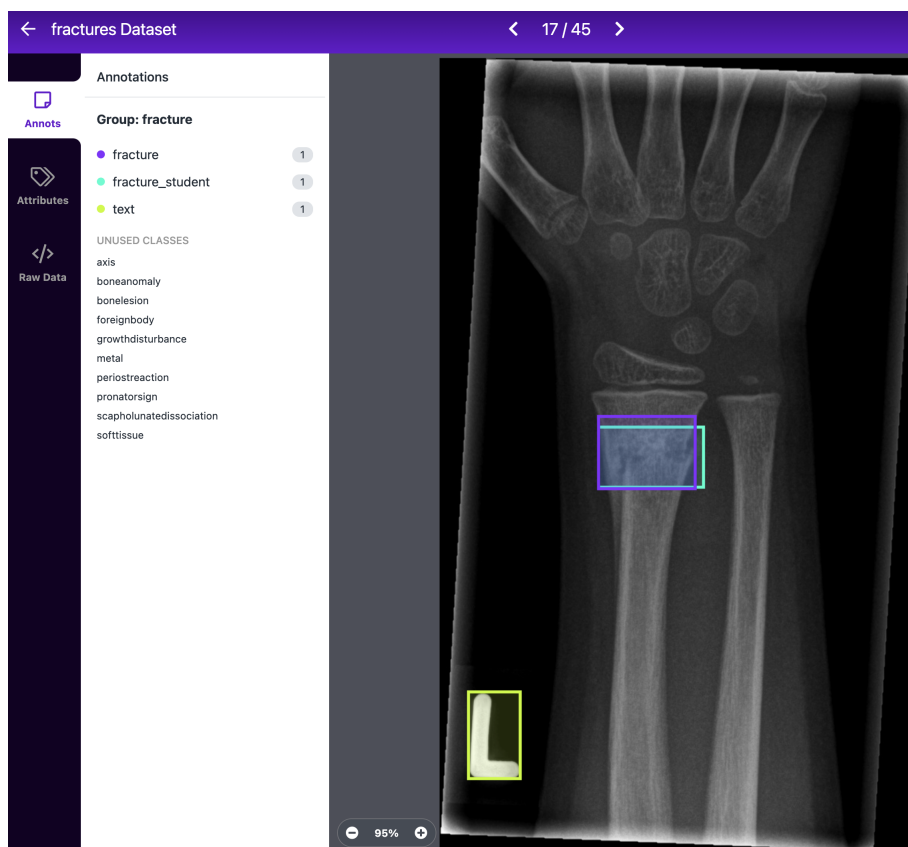 fractures Dataset
17 / 45
Annots
Attributes
</>
Raw Data
Annotations
Group: fracture
fracture 1
fracture_student 1
text 1
UNUSED CLASSES
axis
boneanomaly
bonelesion
foreignbody
growthdisturbance
metal
periostreaction
pronatorsign
scapholunatedissociation
softtissue
L
95%